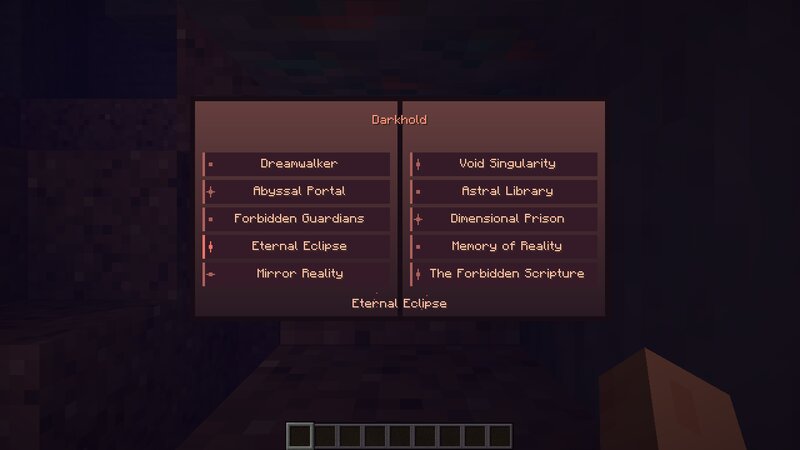 Darkhold
Dreamwalker
Abyssal Portal
Forbidden Guardians
Eternal Eclipse
Mirror Reality
Void Singularity
Astral Library
Dimensional Prison
Memory of Reality
The Forbidden Scripture
Eternal Eclipse